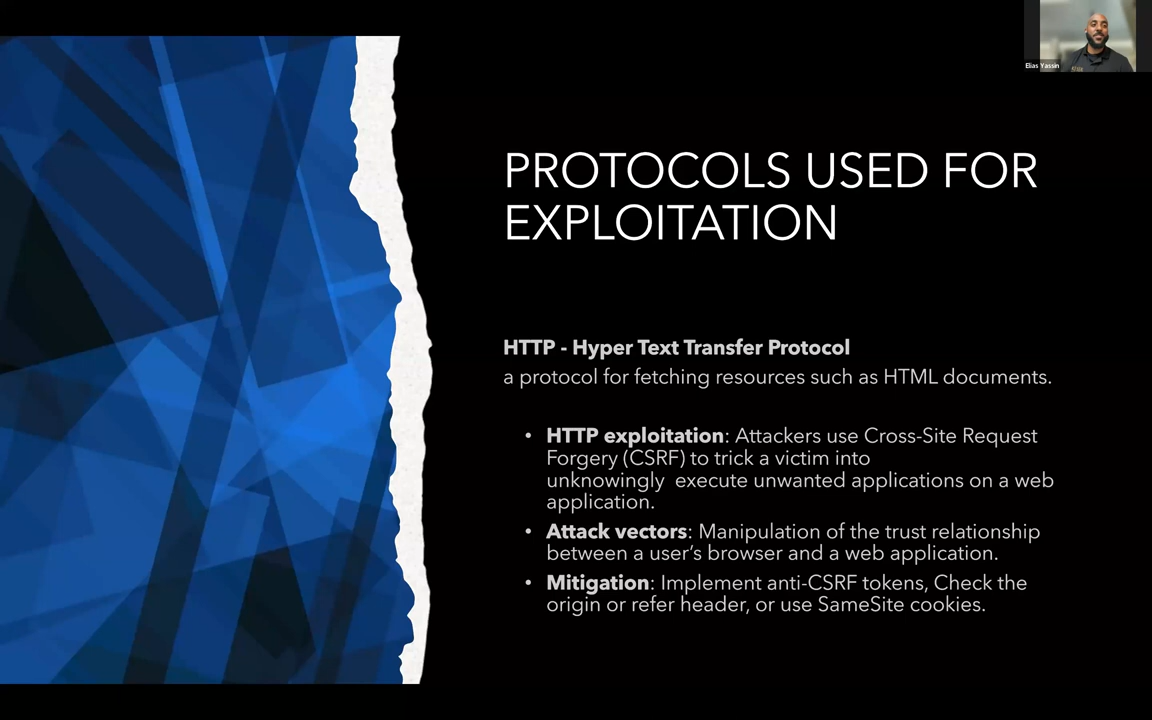 Elias Yassin
PROTOCOLS USED FOR
EXPLOITATION
HTTP - Hyper Text Transfer Protocol
a protocol for fetching resources such as HTML documents.
• HTTP exploitation: Attackers use Cross-Site Request
Forgery (CSRF) to trick a victim into
unknowingly  execute unwanted applications on a web
application.
• Attack vectors: Manipulation of the trust relationship
between a user’s browser and a web application.
• Mitigation: Implement anti-CSRF tokens, Check the
origin or refer header, or use SameSite cookies.